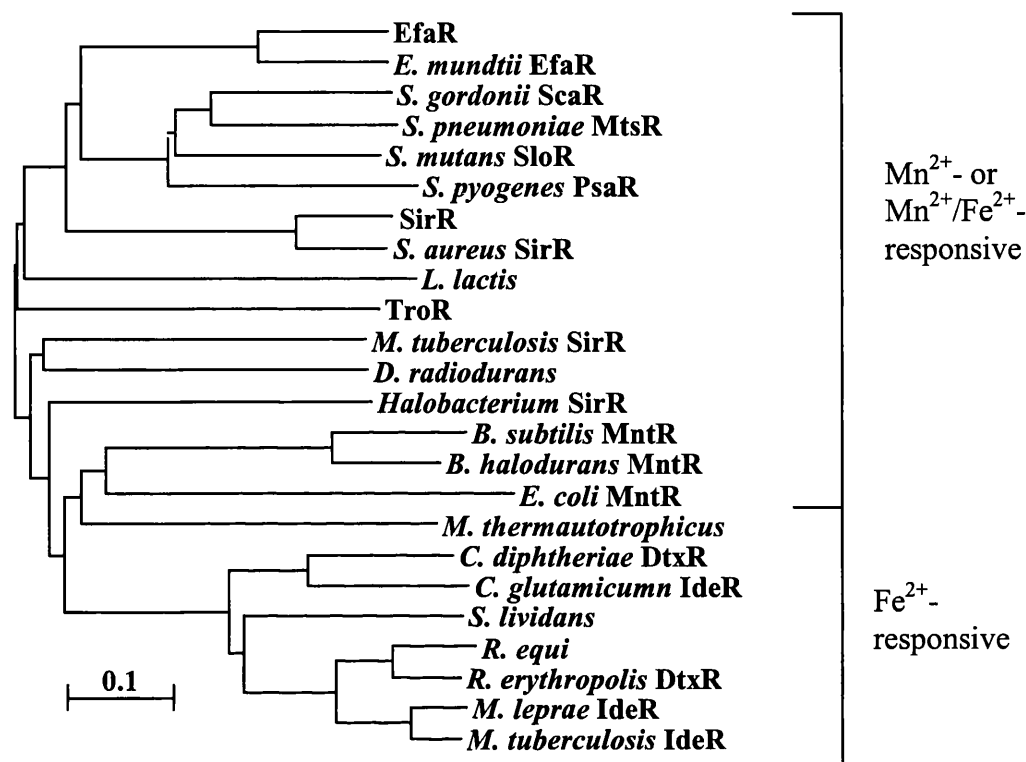 EfaR
E. mundtii EfaR
S. gordonii ScaR
S. pneumoniae MtsR
S. mutans SloR
S. pyogenes PsaR
SirR
S. aureus SirR
L. lactis
TroR
M. tuberculosis SirR
D. radiodurans
Halobacterium SirR
B. subtilis MntR
B. halodurans MntR
E. coli MntR
M. thermautotrophicus
C. diphtheriae DtxR
C. glutamicumn IdeR
S. lividans
R. equi
R. erythropolis DtxR
M. leprae IdeR
M. tuberculosis IdeR
0.1
Mn²⁺- or
Mn²⁺/Fe²⁺-
responsive
Fe²⁺-
responsive